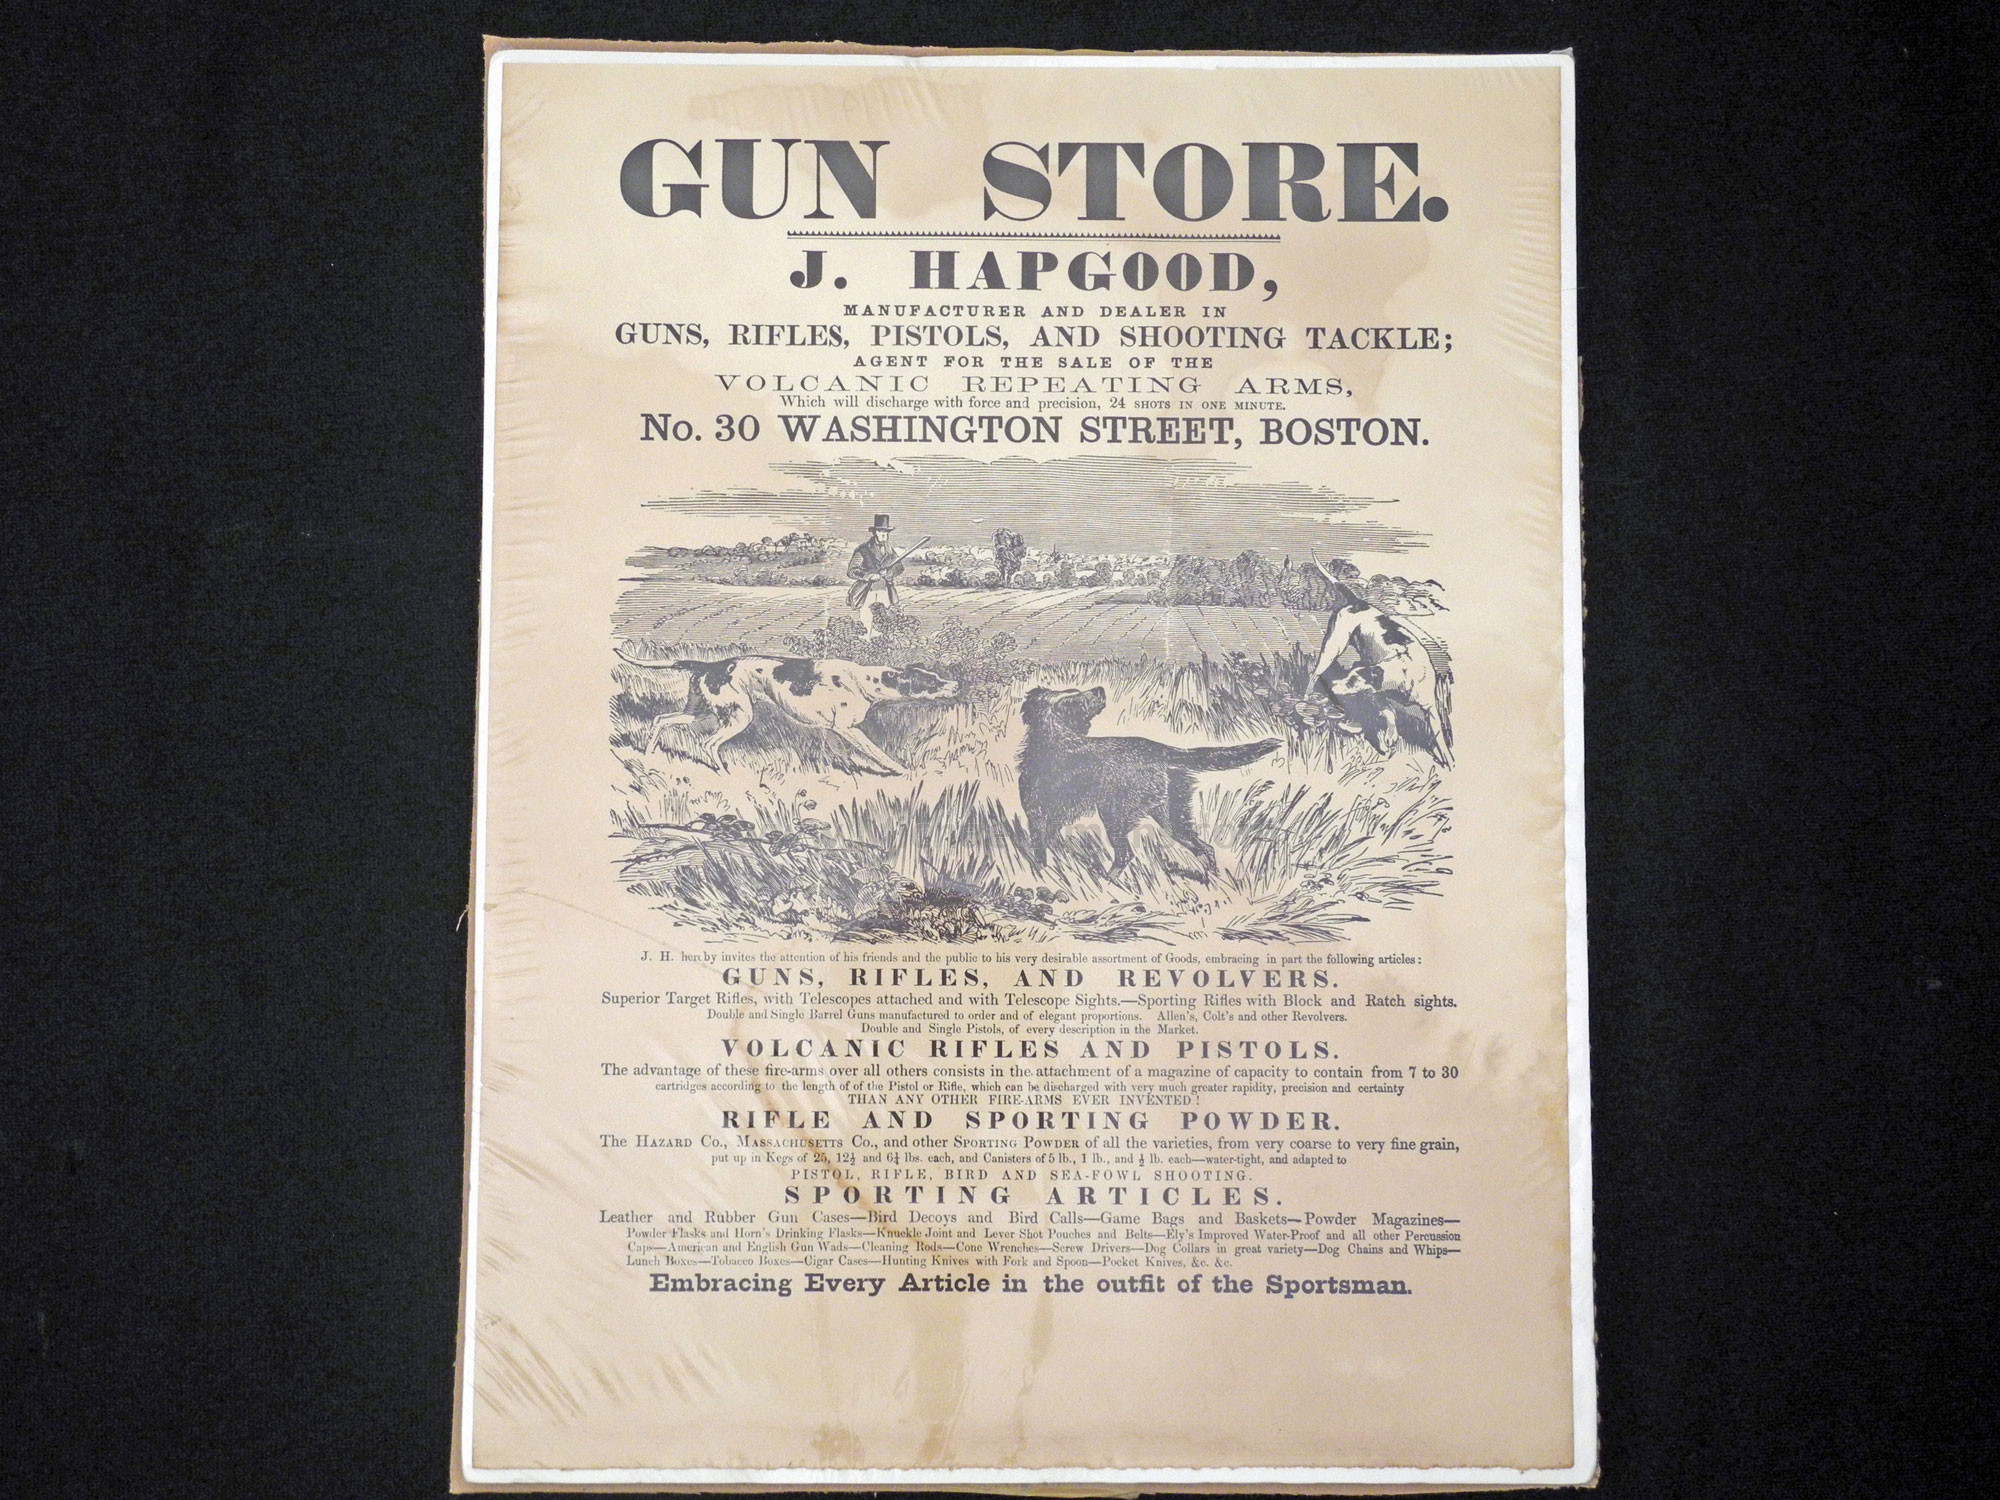 GUN STORE.
J. HAPGOOD,
MANUFACTURER AND DEALER IN
GUNS, RIFLES, PISTOLS, AND SHOOTING TACKLE;
AGENT FOR THE SALE OF THE
VOLCANIC REPEATING ARMS,
Which will discharge with force and precision, 24 SHOTS IN ONE MINUTE.
No. 30 WASHINGTON STREET, BOSTON.
J. H. hereby invites the attention of his friends and the public to his very desirable assortment of Goods, embracing in part the following articles:
GUNS, RIFLES, AND REVOLVERS.
Superior Target Rifles, with Telescopes attached and with Telescope Sights.—Sporting Rifles with Block and Ratch sights.
Double and Single Barrel Guns manufactured to order and of elegant proportions. Allen's, Colt's and other Revolvers.
Double and Single Pistols, of every description in the Market.
VOLCANIC RIFLES AND PISTOLS.
The advantage of these fire-arms over all others consists in the attachment of a magazine of capacity to contain from 7 to 30
cartridges according to the length of of the Pistol or Rifle, which can be discharged with very much greater rapidity, precision and certainty
THAN ANY OTHER FIRE-ARMS EVER INVENTED!
RIFLE AND SPORTING POWDER.
The HAZARD Co., MASSACHUSETTS Co., and other SPORTING POWDER of all the varieties, from very coarse to very fine grain,
put up in Kegs of 25, 12½ and 6¼ lbs. each, and Canisters of 5 lb., 1 lb., and ½ lb. each—water-tight, and adapted to
PISTOL, RIFLE, BIRD AND SEA-FOWL SHOOTING.
SPORTING ARTICLES.
Leather and Rubber Gun Cases—Bird Decoys and Bird Calls—Game Bags and Baskets—Powder Magazines—
Powder Flasks and Horn's Drinking Flasks—Knuckle Joint and Lever Shot Pouches and Belts—Ely's Improved Water-Proof and all other Percussion
Caps—American and English Gun Wads—Cleaning Rods—Cone Wrenches—Screw Drivers—Dog Collars in great variety—Dog Chains and Whips—
Lunch Boxes—Tobacco Boxes—Cigar Cases—Hunting Knives with Fork and Spoon—Pocket Knives, &c. &c.
Embracing Every Article in the outfit of the Sportsman.